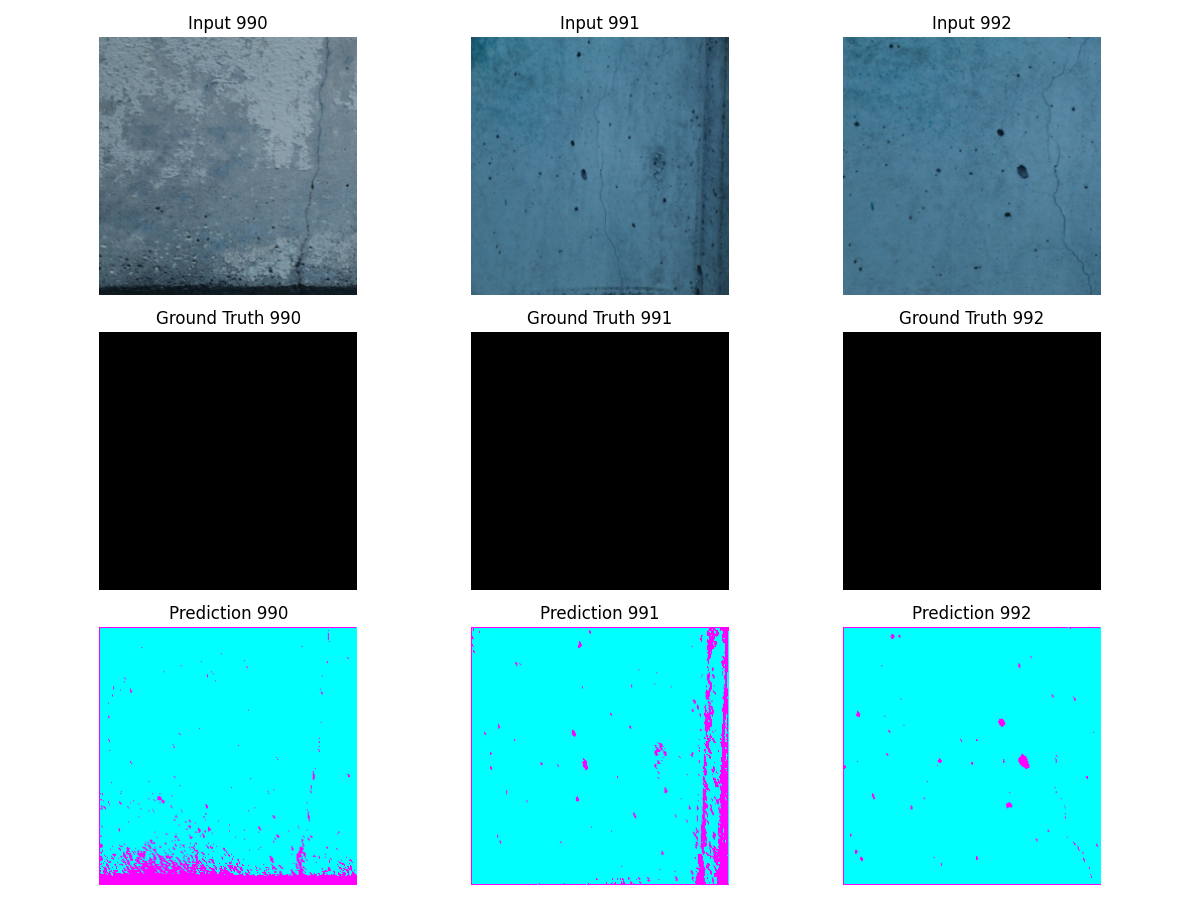 Input 990
Input 991
Input 992
Ground Truth 990
Ground Truth 991
Ground Truth 992
Prediction 990
Prediction 991
Prediction 992